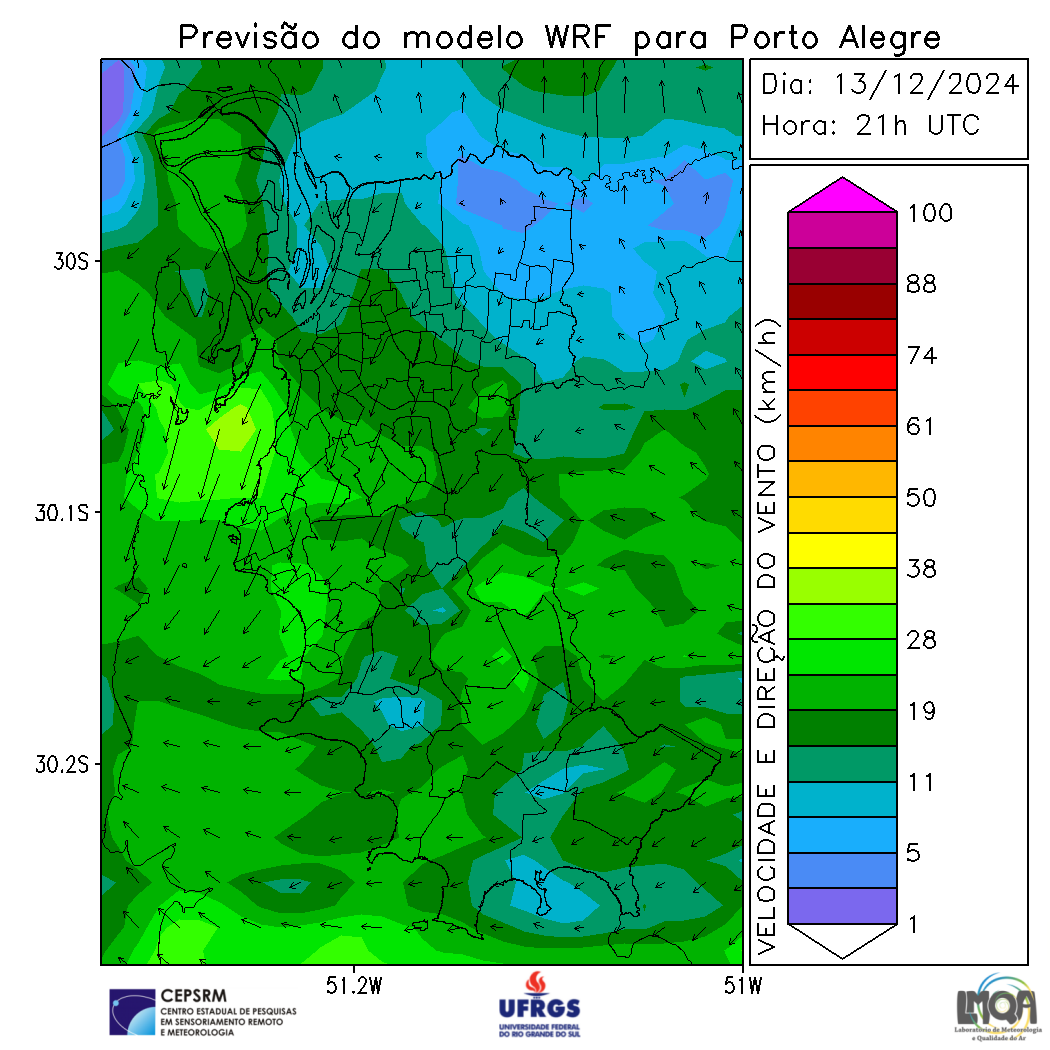 Previsão do modelo WRF para Porto Alegre
Dia: 13/12/2024
Hora: 21h UTC
30S
30.1S
30.2S
51.2W
51W
VELOCIDADE E DIREÇÃO DO VENTO (km/h)
100
88
74
61
50
38
28
19
11
5
1
CEPSRM
CENTRO ESTADUAL DE PESQUISAS
EM SENSORIAMENTO REMOTO
E METEOROLOGIA
UFRGS
UNIVERSIDADE FEDERAL
DO RIO GRANDE DO SUL
LMQA
Laboratório de Meteorologia
e Qualidade do Ar